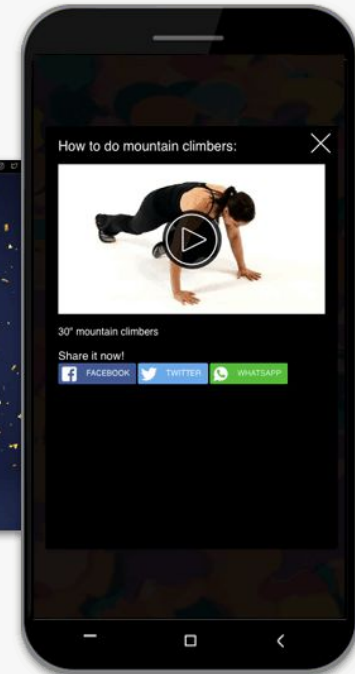 How to do mountain climbers:
30" mountain climbers
Share it now!
FACEBOOK TWITTER WHATSAPP